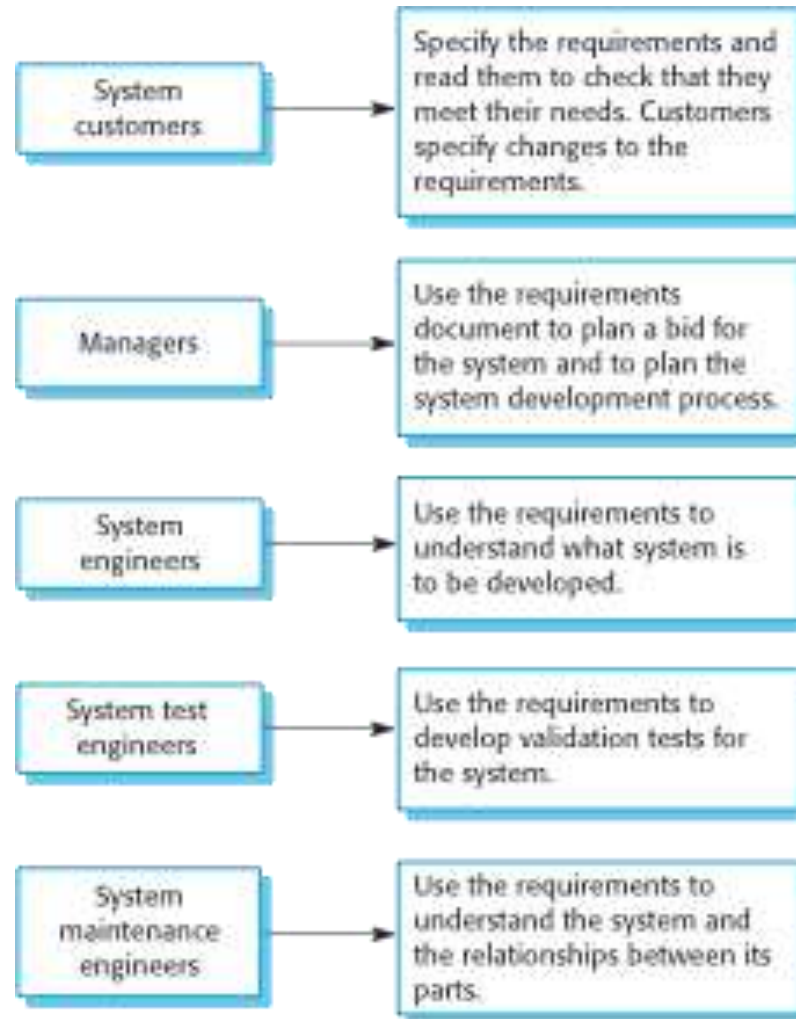 System
customers
Specify the requirements and
read them to check that they
meet their needs. Customers
specify changes to the
requirements.
Managers
Use the requirements
document to plan a bid for
the system and to plan the
system development process.
System
engineers
Use the requirements to
understand what system is
to be developed.
System test
engineers
Use the requirements to
develop validation tests for
the system.
System
maintenance
engineers
Use the requirements to
understand the system and
the relationships between its
parts.